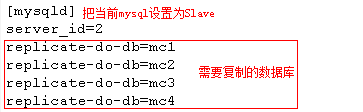 [mysqld] 把当前mysql设置为Slave
server_id=2
replicate-do-db=mc1
replicate-do-db=mc2
replicate-do-db=mc3
replicate-do-db=mc4
需要复制的数据库